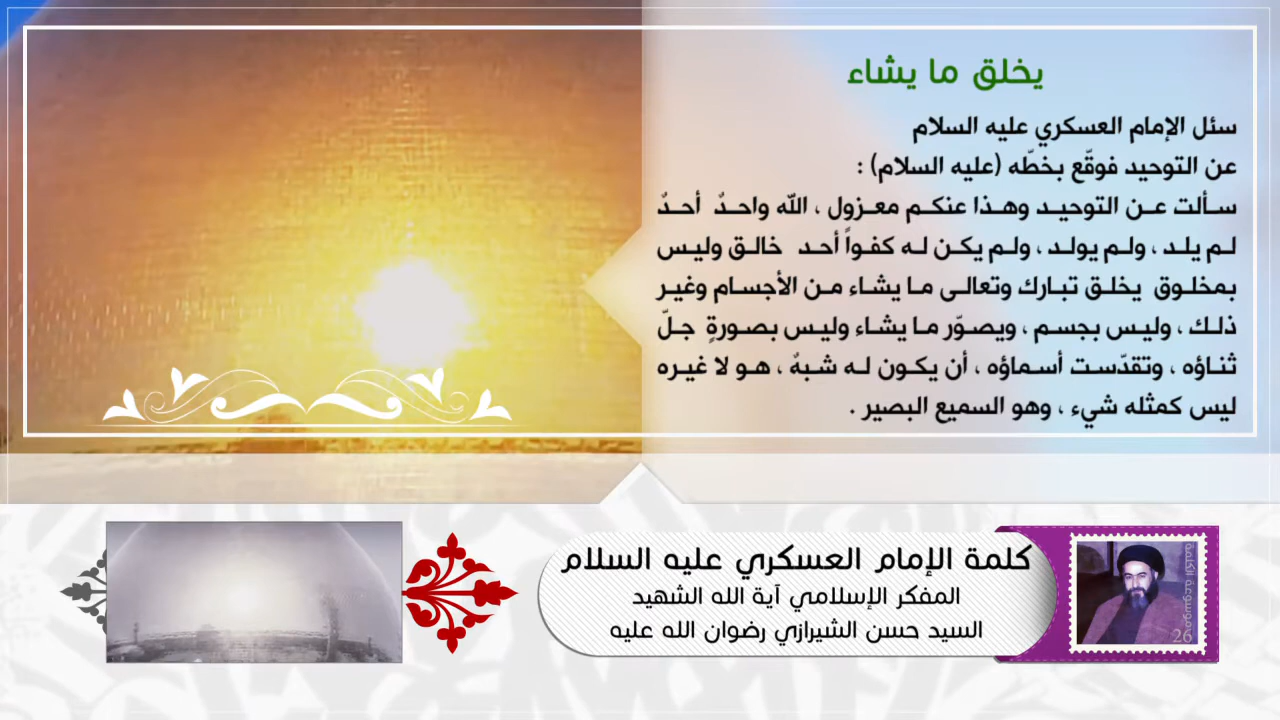 يخلق ما يشاء
سئل الإمام العسكري عليه السلام
عن التوحيد فوقّع بخطّه (عليه السلام) :
سألت عن التوحيد وهذا عنكم معزول ، الله واحدٌ أحدٌ
لم يلد ، ولم يولد ، ولم يكن له كفواً أحد خالق وليس
بمخلوق يخلق تبارك وتعالى ما يشاء من الأجسام وغير
ذلك ، وليس بجسم ، ويصوّر ما يشاء وليس بصورةٍ جلّ
ثناؤه ، وتقدّست أسماؤه ، أن يكون له شبهٌ ، هو لا غيره
ليس كمثله شيء ، وهو السميع البصير .
كلمة الإمام العسكري عليه السلام
المفكر الإسلامي آية الله الشهيد
السيد حسن الشيرازي رضوان الله عليه
موسوعة الكلمة
26